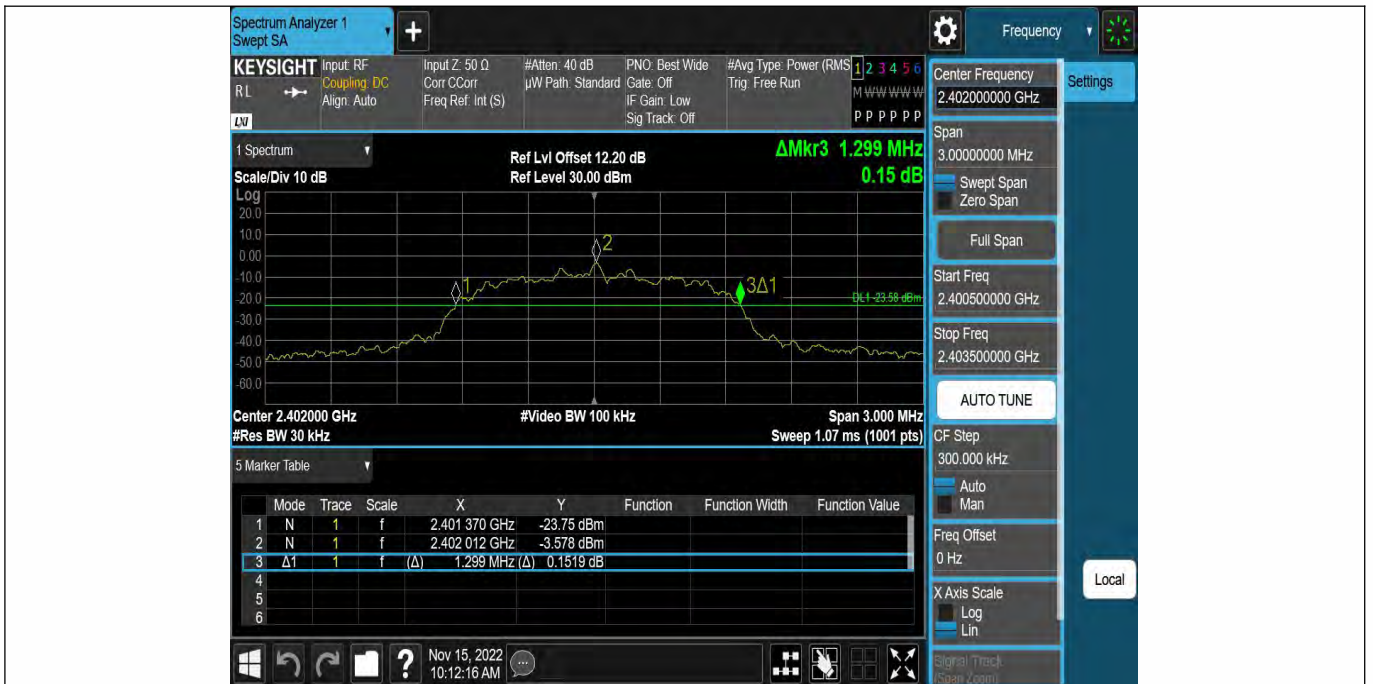 Spectrum Analyzer 1
Swept SA
+
Frequency
KEYSIGHT
RL
LXI
Input: RF
Coupling: DC
Align: Auto
Input Z: 50 Ω
Corr CCorr
Freq Ref: Int (S)
#Atten: 40 dB
µW Path: Standard
PNO: Best Wide
Gate: Off
IF Gain: Low
Sig Track: Off
#Avg Type: Power (RMS
Trig: Free Run
1 2 3 4 5 6
M W W W W W
P P P P P P
1 Spectrum
Scale/Div 10 dB
Ref Lvl Offset 12.20 dB
Ref Level 30.00 dBm
ΔMkr3 1.299 MHz
0.15 dB
Log
20.0
10.0
0.00
-10.0
-20.0
-30.0
-40.0
-50.0
-60.0
1
2
3Δ1
DL1 -23.58 dBm
Center 2.402000 GHz
#Video BW 100 kHz
Span 3.000 MHz
#Res BW 30 kHz
Sweep 1.07 ms (1001 pts)
5 Marker Table
Mode Trace Scale X Y Function Function Width Function Value
1 N 1 f 2.401 370 GHz -23.75 dBm
2 N 1 f 2.402 012 GHz -3.578 dBm
3 Δ1 1 f (Δ) 1.299 MHz (Δ) 0.1519 dB
4
5
6
Nov 15, 2022
10:12:16 AM
?
Center Frequency
2.402000000 GHz
Settings
Span
3.00000000 MHz
Swept Span
Zero Span
Full Span
Start Freq
2.400500000 GHz
Stop Freq
2.403500000 GHz
AUTO TUNE
CF Step
300.000 kHz
Auto
Man
Freq Offset
0 Hz
X Axis Scale
Log
Lin
Signal Track
(Span Zoom)
Local